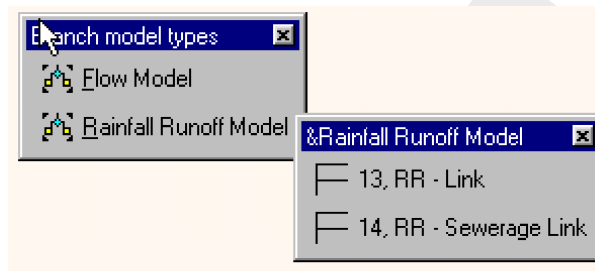 Branch model types
Flow Model
Rainfall Runoff Model
&Rainfall Runoff Model
13, RR - Link
14, RR - Sewerage Link